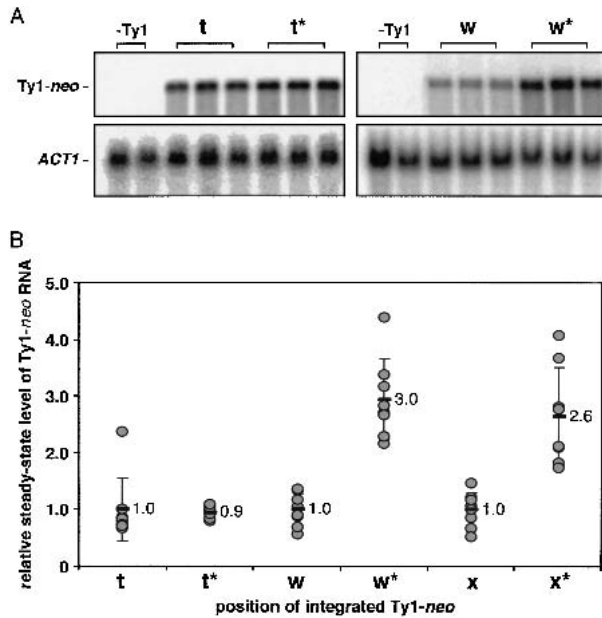 A
-Ty1 t t* -Ty1 w w*
Ty1-neo -
ACT1 -
B
relative steady-state level of Ty1-neo RNA
5.0
4.0
3.0
2.0
1.0
0
1.0
0.9
1.0
3.0
1.0
2.6
t t* w w* x x*
position of integrated Ty1-neo